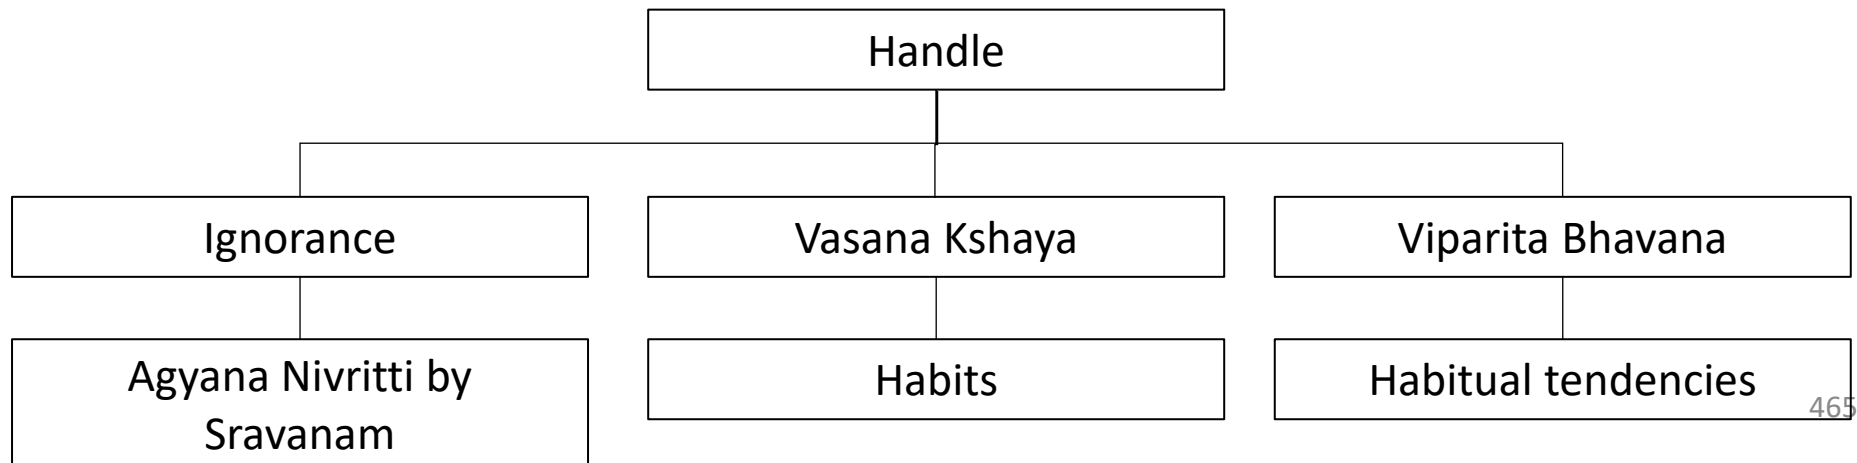 Handle
Ignorance
Vasana Kshaya
Viparita Bhavana
Agyana Nivritti by
Sravanam
Habits
Habitual tendencies
465